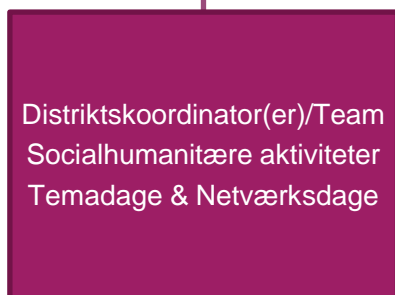 Distriktskoordinator(er)/Team
Socialhumanitære aktiviteter
Temadage & Netværksdage